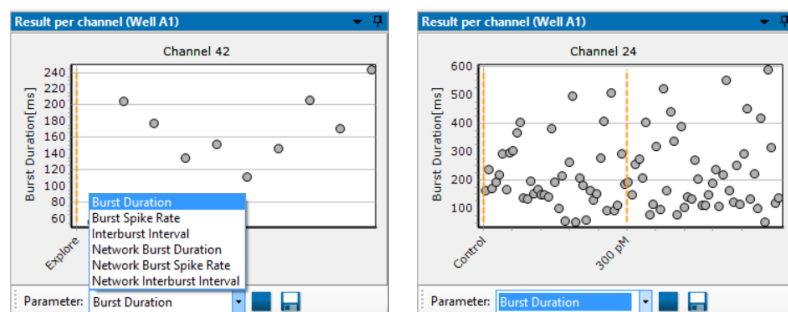 Result per channel (Well A1)
Channel 42
Burst Duration[ms]
240
220
200
180
160
140
120
100
80
60
Explore
Burst Duration
Burst Spike Rate
Interburst Interval
Network Burst Duration
Network Burst Spike Rate
Network Interburst Interval
Parameter: Burst Duration
Result per channel (Well A1)
Channel 24
Burst Duration[ms]
600
500
400
300
200
100
Control
300 pM
Parameter: Burst Duration